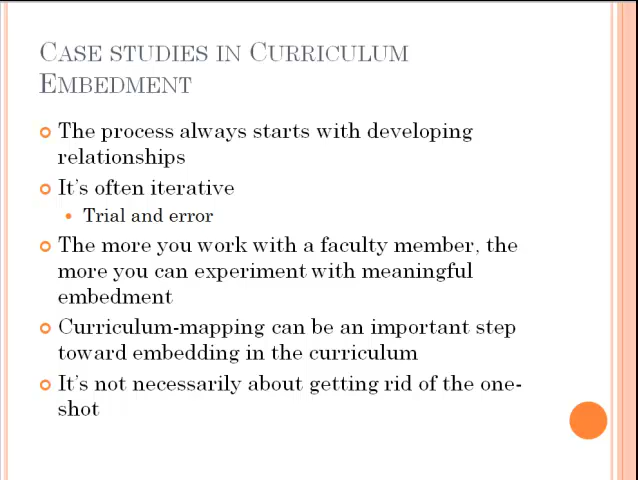 CASE STUDIES IN CURRICULUM
EMBEDMENT
The process always starts with developing
relationships
It's often iterative
Trial and error
The more you work with a faculty member, the
more you can experiment with meaningful
embedment
Curriculum-mapping can be an important step
toward embedding in the curriculum
It's not necessarily about getting rid of the one-
shot